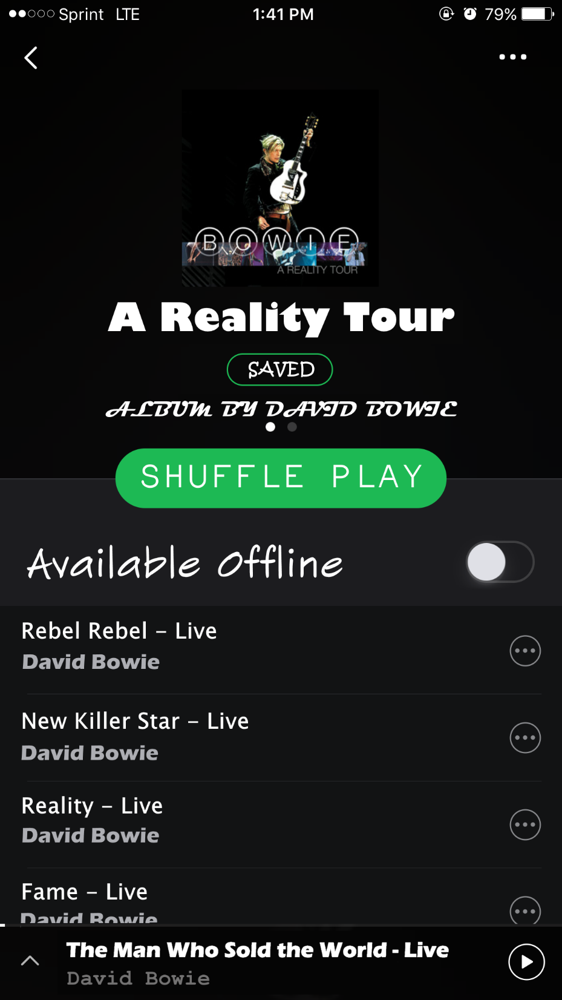 Sprint LTE 1:41 PM 79%
BOWIE
A REALITY TOUR
A Reality Tour
SAVED
ALBUM BY DAVID BOWIE
SHUFFLE PLAY
Available Offline
Rebel Rebel – Live
David Bowie
New Killer Star – Live
David Bowie
Reality – Live
David Bowie
Fame – Live
David Bowie
The Man Who Sold the World - Live
David Bowie